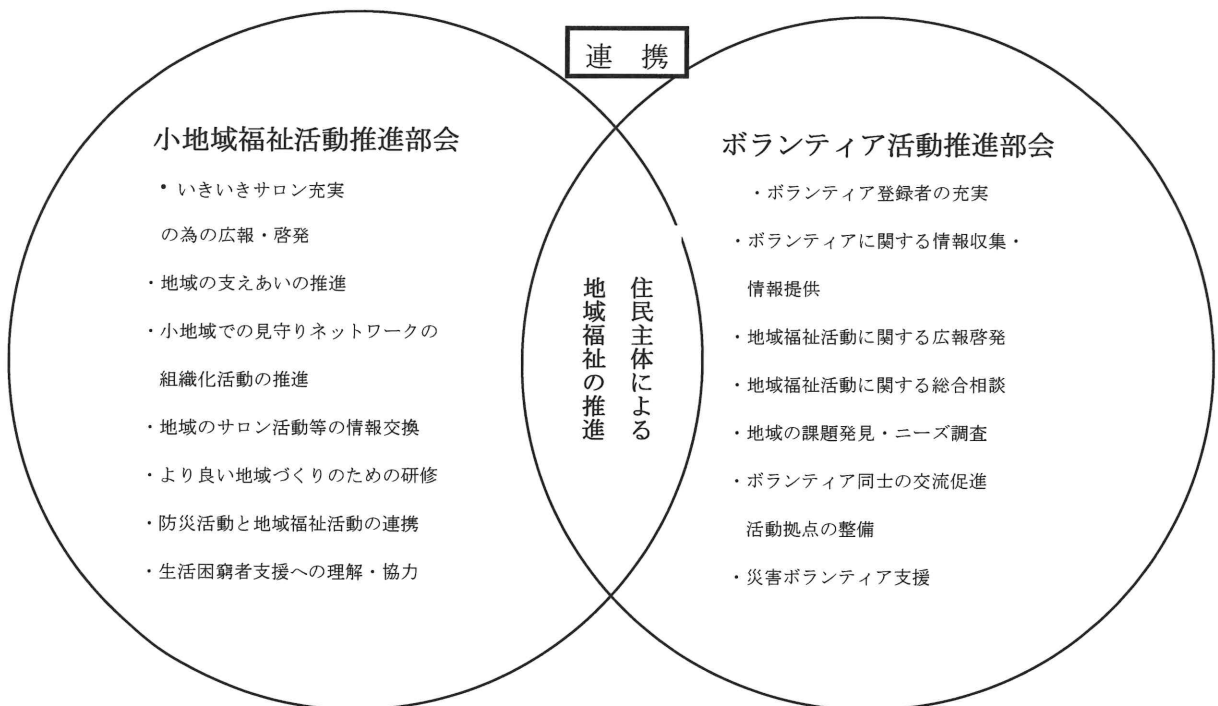 連 携
小地域福祉活動推進部会
・いきいきサロン充実
の為の広報・啓発
・地域の支えあいの推進
・小地域での見守りネットワークの
組織化活動の推進
・地域のサロン活動等の情報交換
・より良い地域づくりのための研修
・防災活動と地域福祉活動の連携
・生活困窮者支援への理解・協力
住民主体による
地域福祉の推進
ボランティア活動推進部会
・ボランティア登録者の充実
・ボランティアに関する情報収集・
情報提供
・地域福祉活動に関する広報啓発
・地域福祉活動に関する総合相談
・地域の課題発見・ニーズ調査
・ボランティア同士の交流促進
活動拠点の整備
・災害ボランティア支援